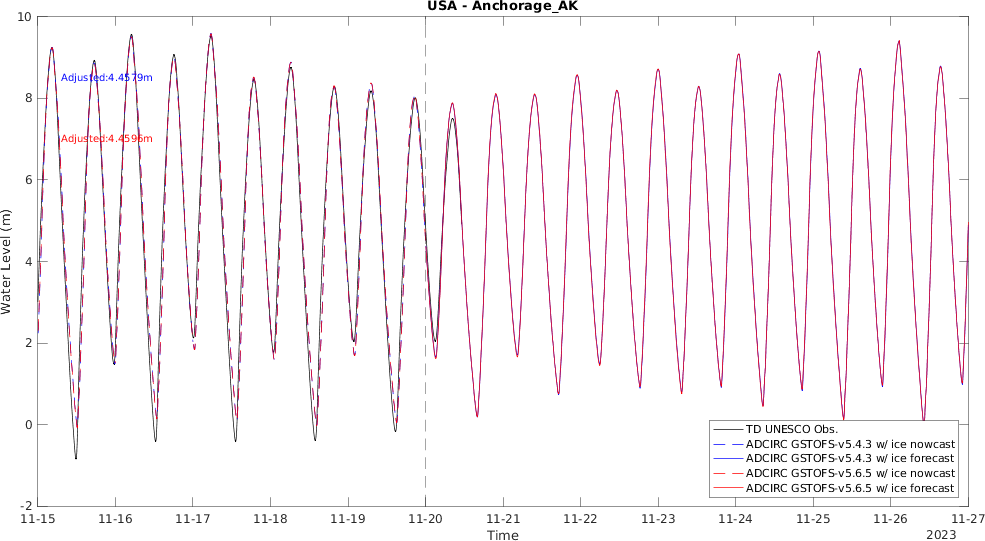 USA - Anchorage_AK
10
8
6
4
2
0
-2
Water Level (m)
Adjusted:4.4579m
Adjusted:4.4596m
TD UNESCO Obs.
ADCIRC GSTOFS-v5.4.3 w/ ice nowcast
ADCIRC GSTOFS-v5.4.3 w/ ice forecast
ADCIRC GSTOFS-v5.6.5 w/ ice nowcast
ADCIRC GSTOFS-v5.6.5 w/ ice forecast
11-15 11-16 11-17 11-18 11-19 11-20 11-21 11-22 11-23 11-24 11-25 11-26 11-27
Time
2023